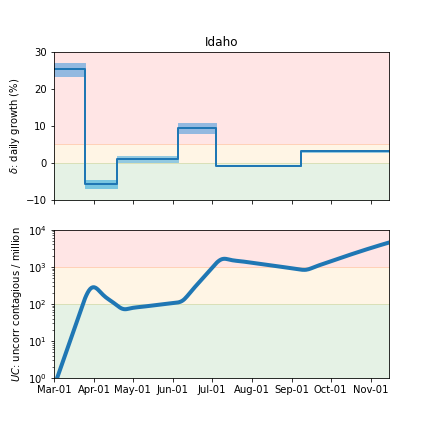 Idaho
δ: daily growth (%)
30
20
10
0
−10
UC: uncorr contagious / million
10⁴
10³
10²
10¹
10⁰
Mar-01 Apr-01 May-01 Jun-01 Jul-01 Aug-01 Sep-01 Oct-01 Nov-01